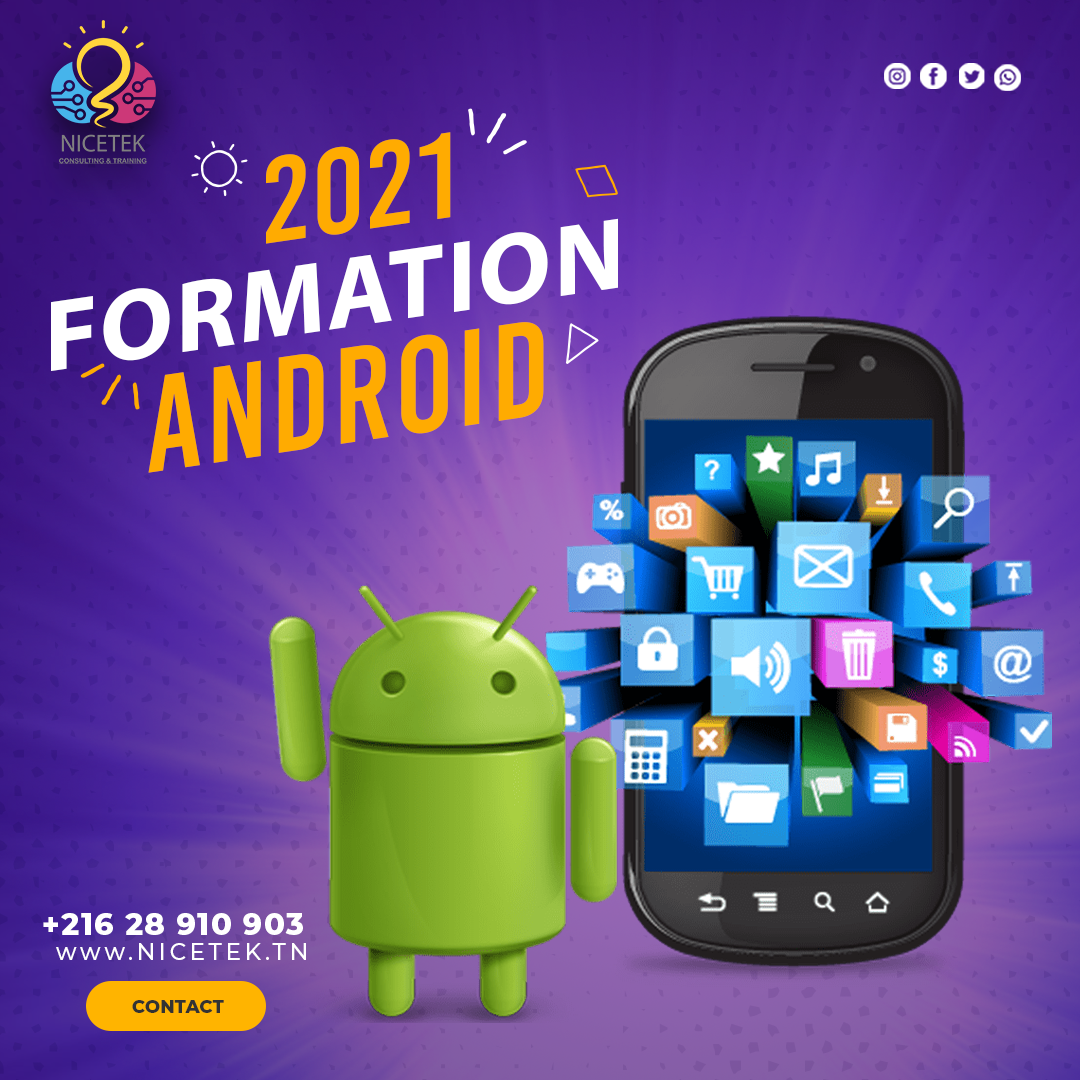 NICETEK
CONSULTING & TRAINING
2021
FORMATION
ANDROID
?
%
$
@
+216 28 910 903
WWW.NICETEK.TN
CONTACT